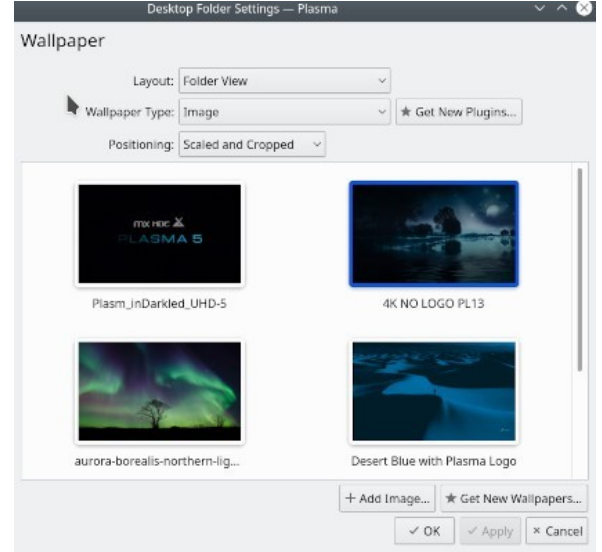 Desktop Folder Settings — Plasma
Wallpaper
Layout: Folder View
Wallpaper Type: Image ★ Get New Plugins...
Positioning: Scaled and Cropped
PLASMA 5
Plasm_inDarkled_UHD-5 4K NO LOGO PL13
aurora-borealis-northern-lig... Desert Blue with Plasma Logo
+ Add Image... ★ Get New Wallpapers...
✓ OK ✓ Apply × Cancel